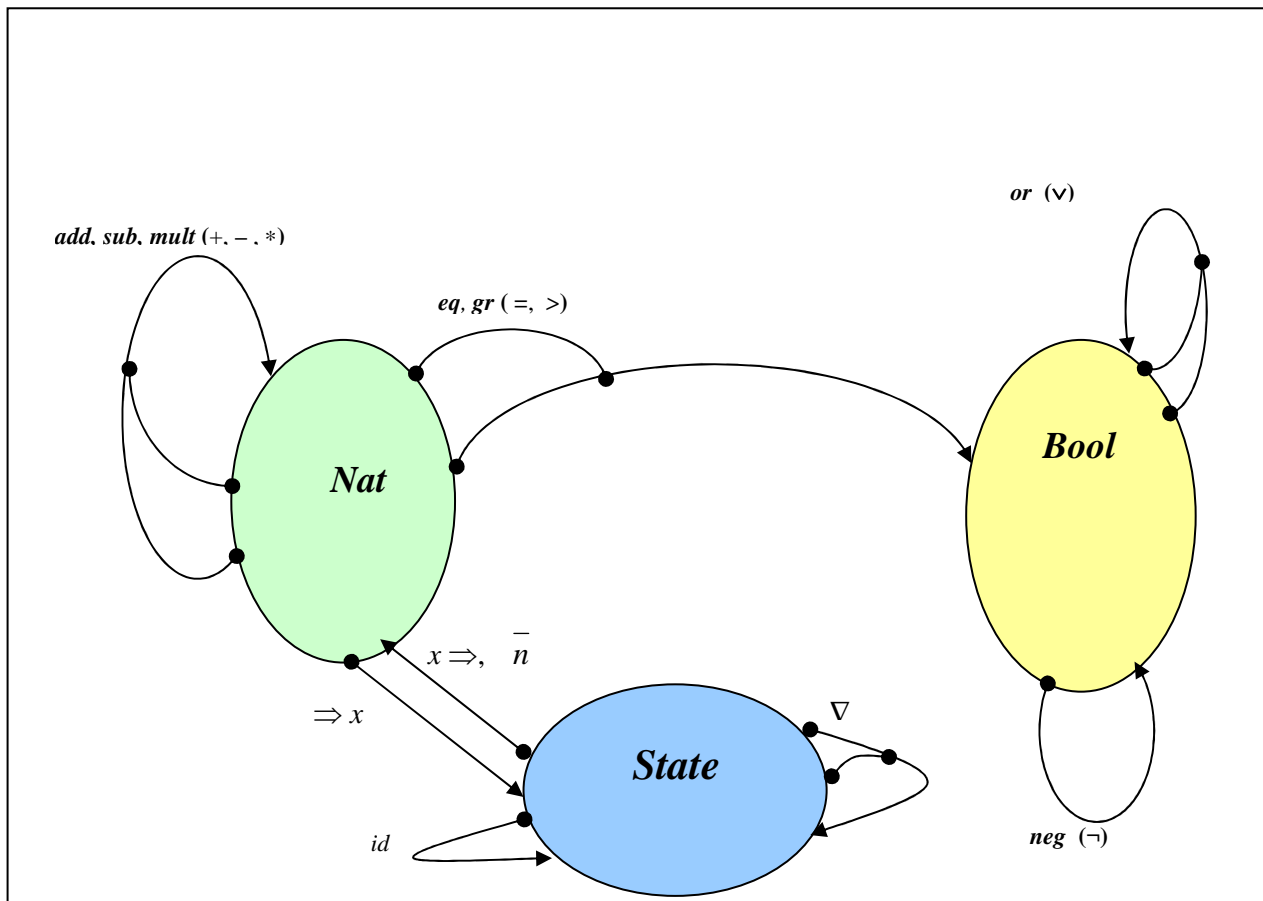 or (∨)
add, sub, mult (+, – , *)
eq, gr ( =, >)
Bool
Nat
x ⇒, n̅
⇒ x
∇
State
id
neg (¬)